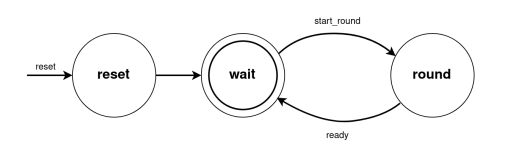 start_round
reset
reset
wait
round
ready